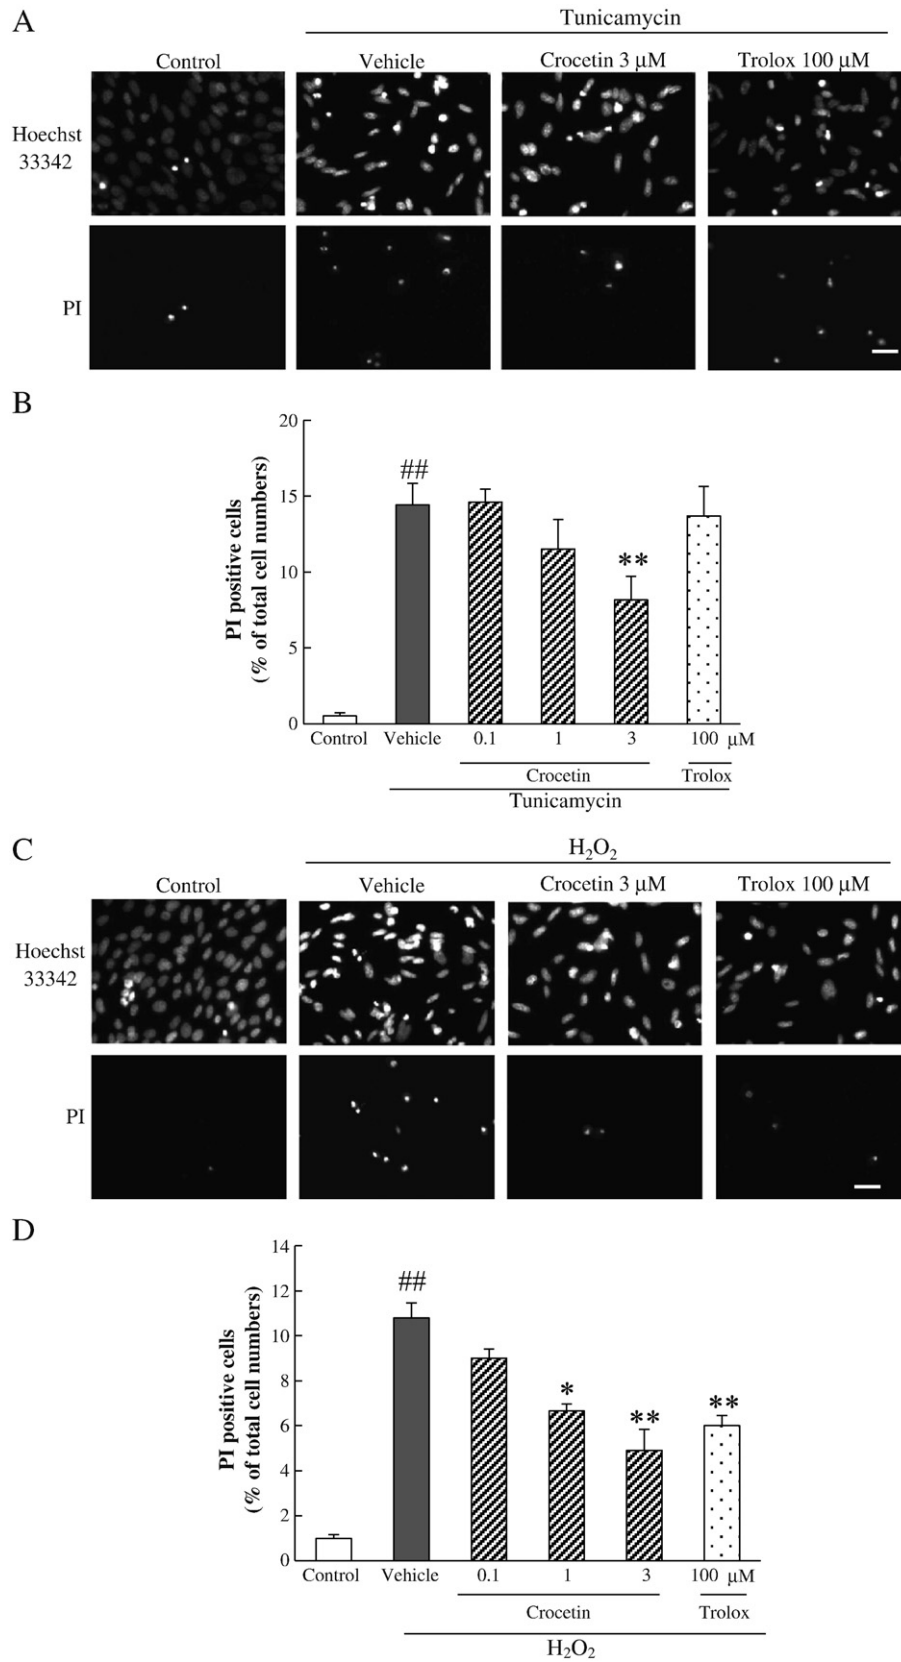 A
Tunicamycin
Control Vehicle Crocetin 3 μM Trolox 100 μM
Hoechst
33342
PI
B
20
15
10
5
0
PI positive cells
(% of total cell numbers)
##
**
Control Vehicle 0.1 1 3 100 μM
Crocetin Trolox
Tunicamycin
C
H₂O₂
Control Vehicle Crocetin 3 μM Trolox 100 μM
Hoechst
33342
PI
D
14
12
10
8
6
4
2
0
PI positive cells
(% of total cell numbers)
##
*
**
**
Control Vehicle 0.1 1 3 100 μM
Crocetin Trolox
H₂O₂